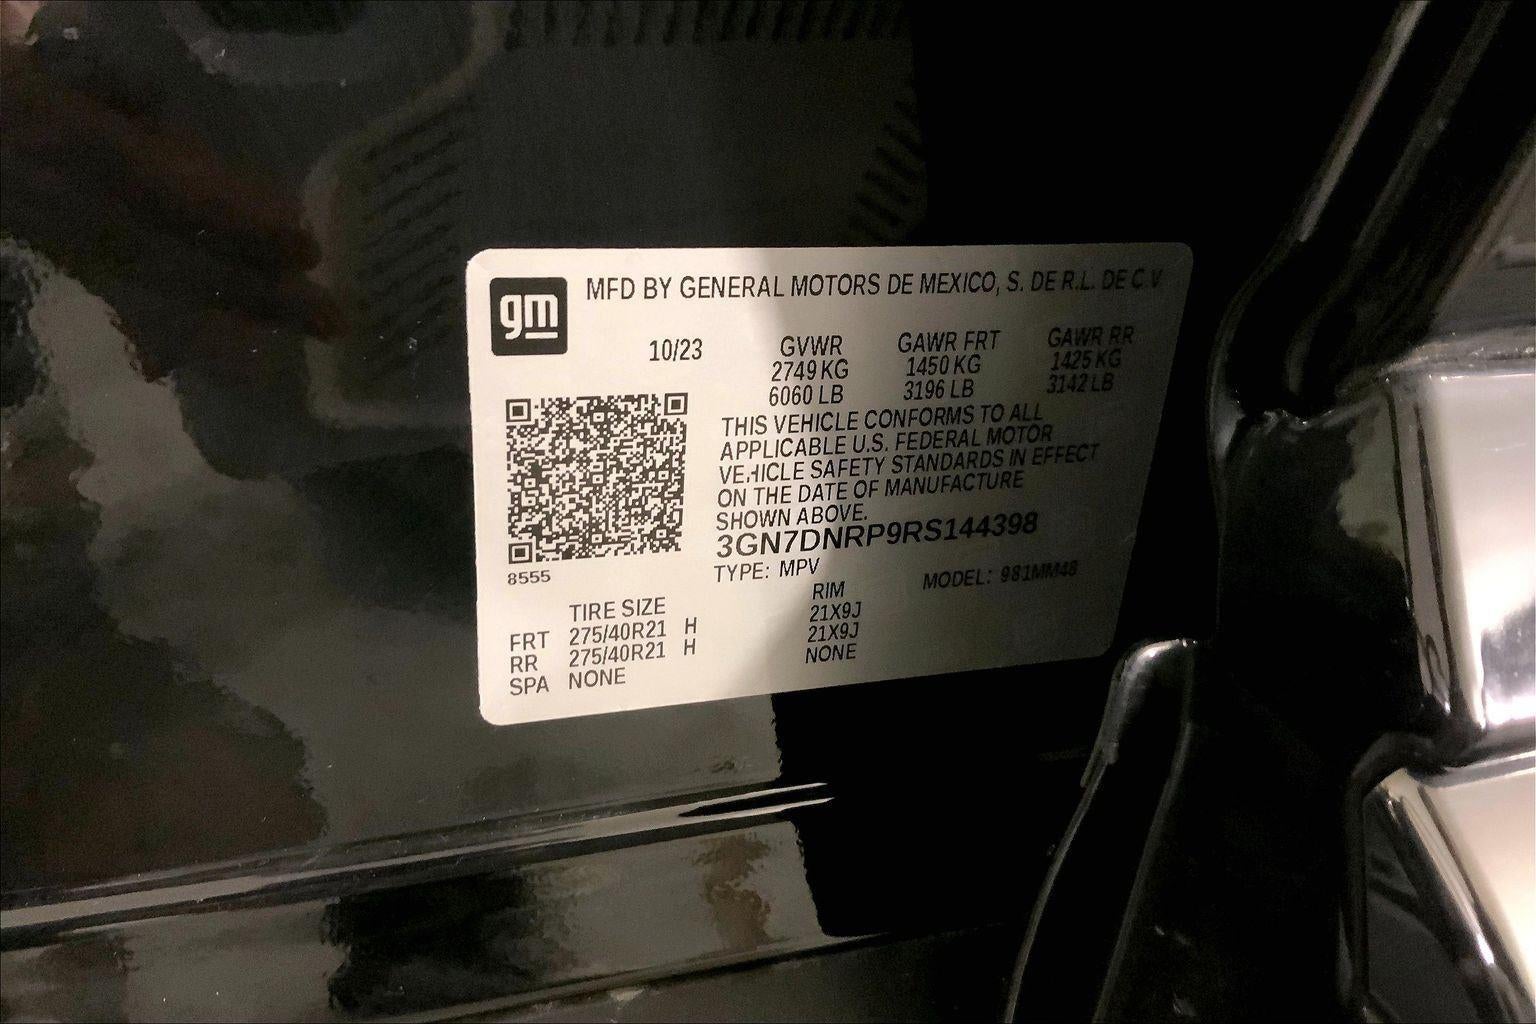 gm
MFD BY GENERAL MOTORS DE MEXICO, S. DE R.L. DE C.V
10/23
GVWR GAWR FRT GAWR RR
2749 KG 1450 KG 1425 KG
6060 LB 3196 LB 3142 LB
THIS VEHICLE CONFORMS TO ALL
APPLICABLE U.S. FEDERAL MOTOR
VEHICLE SAFETY STANDARDS IN EFFECT
ON THE DATE OF MANUFACTURE
SHOWN ABOVE.
3GN7DNRP9RS144398
8555
TYPE: MPV MODEL: 981MM48
TIRE SIZE RIM
FRT 275/40R21 H 21X9J
RR 275/40R21 H 21X9J
SPA NONE NONE